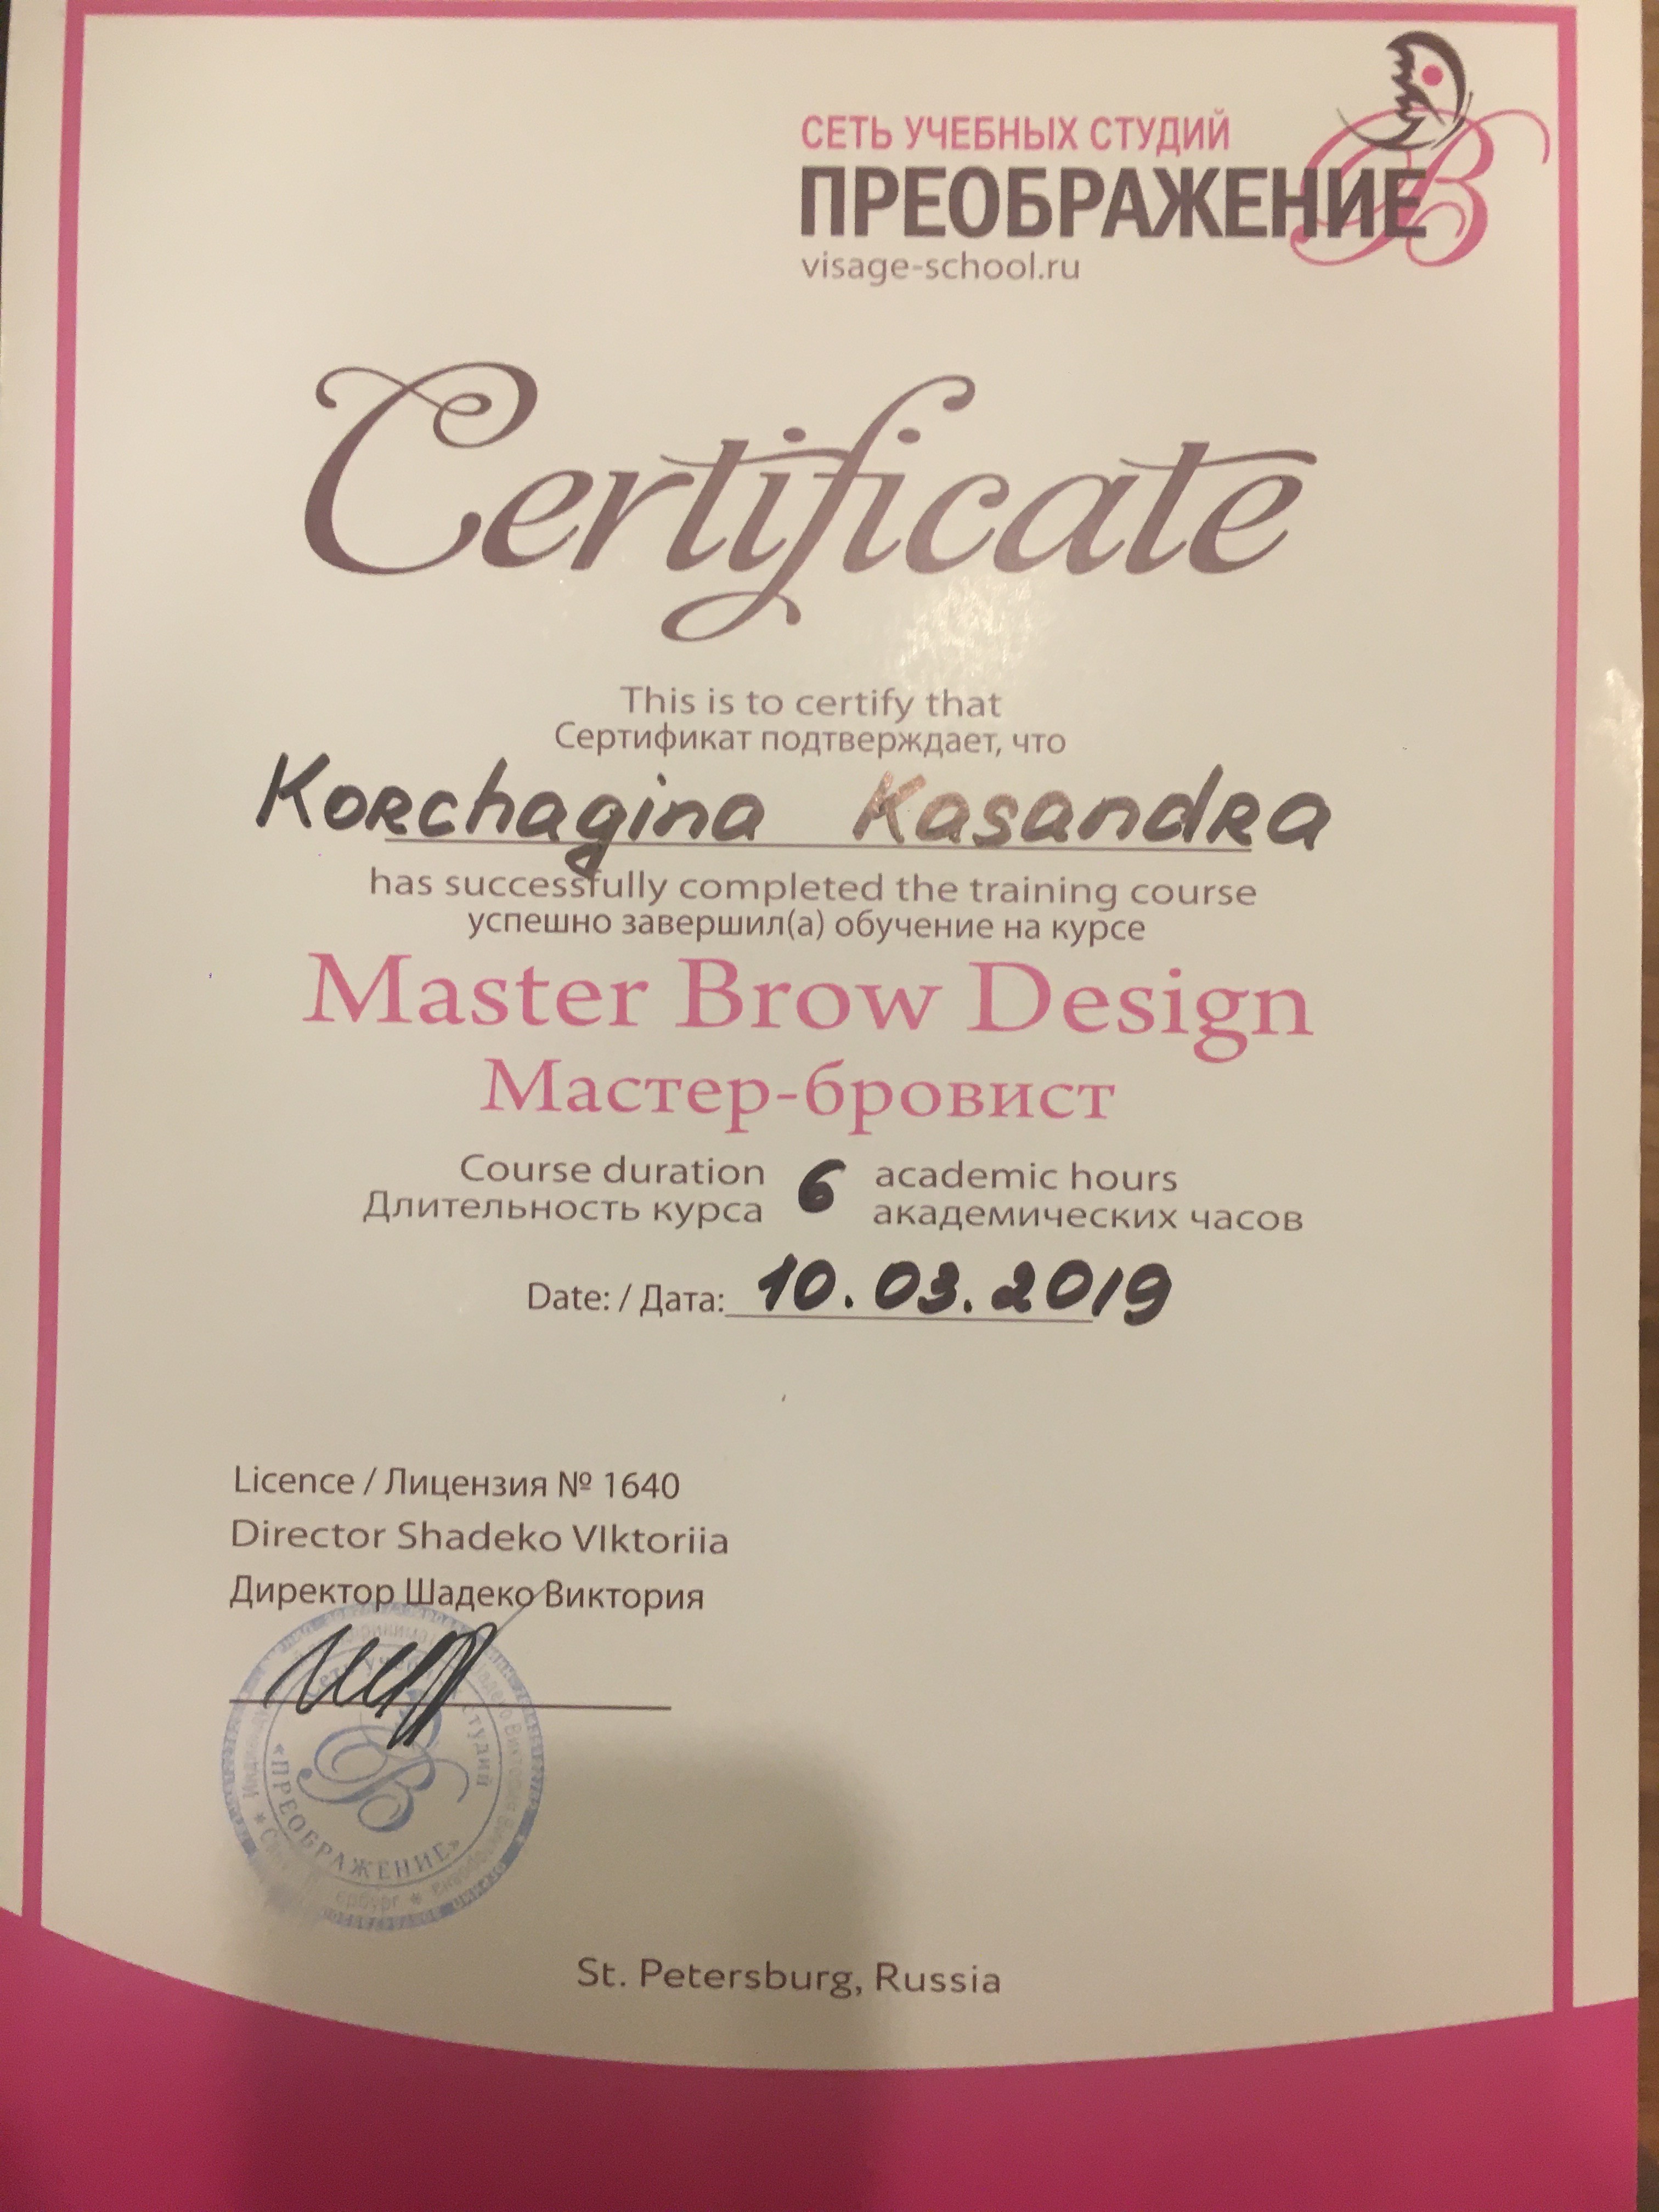 СЕТЬ УЧЕБНЫХ СТУДИЙ
ПРЕОБРАЖЕНИЕ
visage-school.ru
Certificate
This is to certify that
Сертификат подтверждает, что
Korchagina Kasandra
has successfully completed the training course
успешно завершил(а) обучение на курсе
Master Brow Design
Мастер-бровист
Course duration 6 academic hours
Длительность курса академических часов
Date: / Дата: 10.03.2019
Licence / Лицензия № 1640
Director Shadeko VIktoriia
Директор Шадеко Виктория
«ПРЕОБРАЖЕНИЕ»
St. Petersburg, Russia